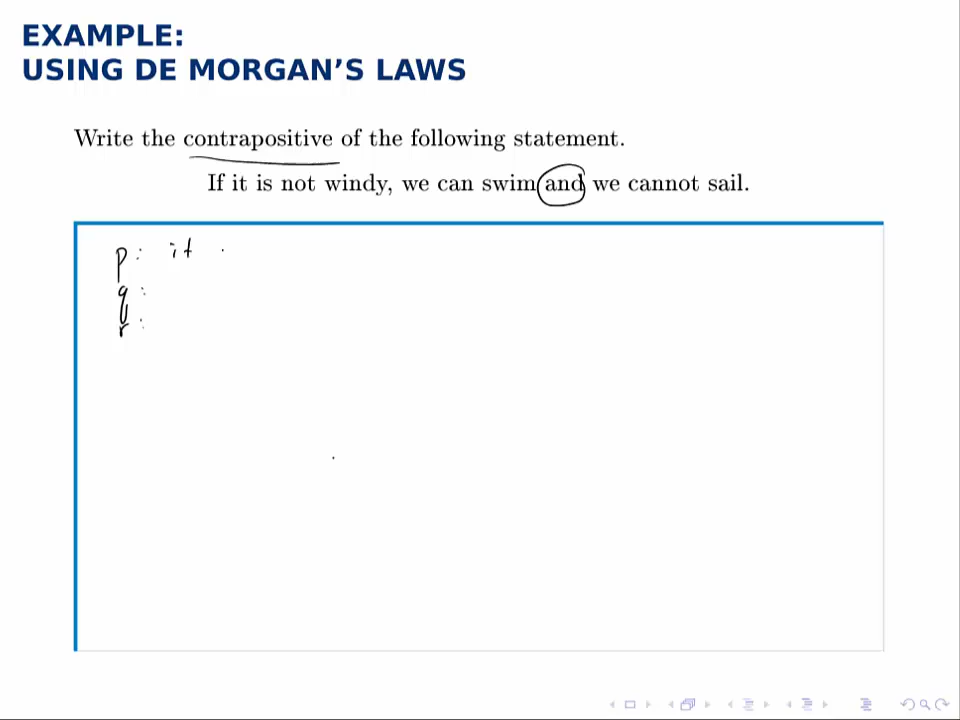 EXAMPLE:
USING DE MORGAN’S LAWS
Write the contrapositive of the following statement.
If it is not windy, we can swim and we cannot sail.
p: it
q:
r: